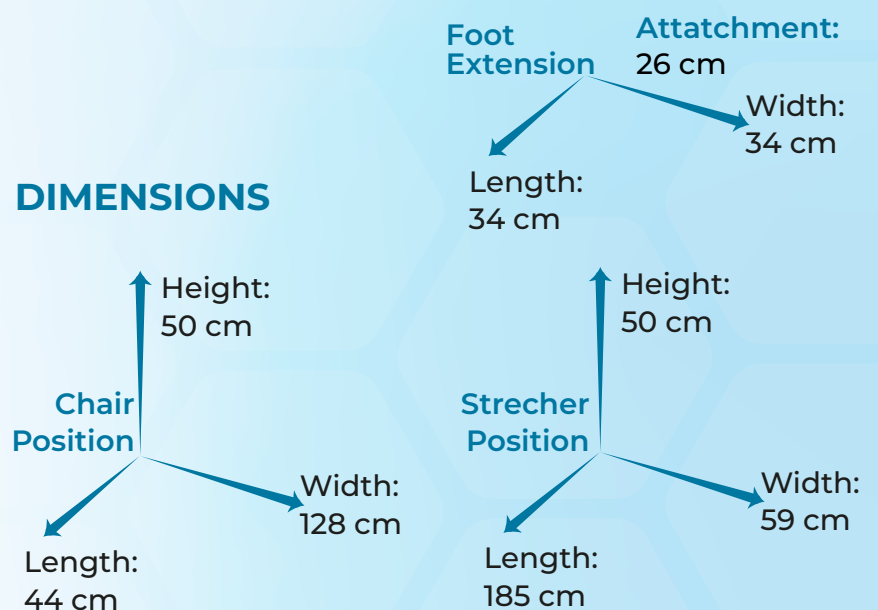 Foot
Extension
Attatchment:
26 cm
Width:
34 cm
Length:
34 cm
DIMENSIONS
Height:
50 cm
Chair
Position
Width:
128 cm
Length:
44 cm
Height:
50 cm
Strecher
Position
Width:
59 cm
Length:
185 cm